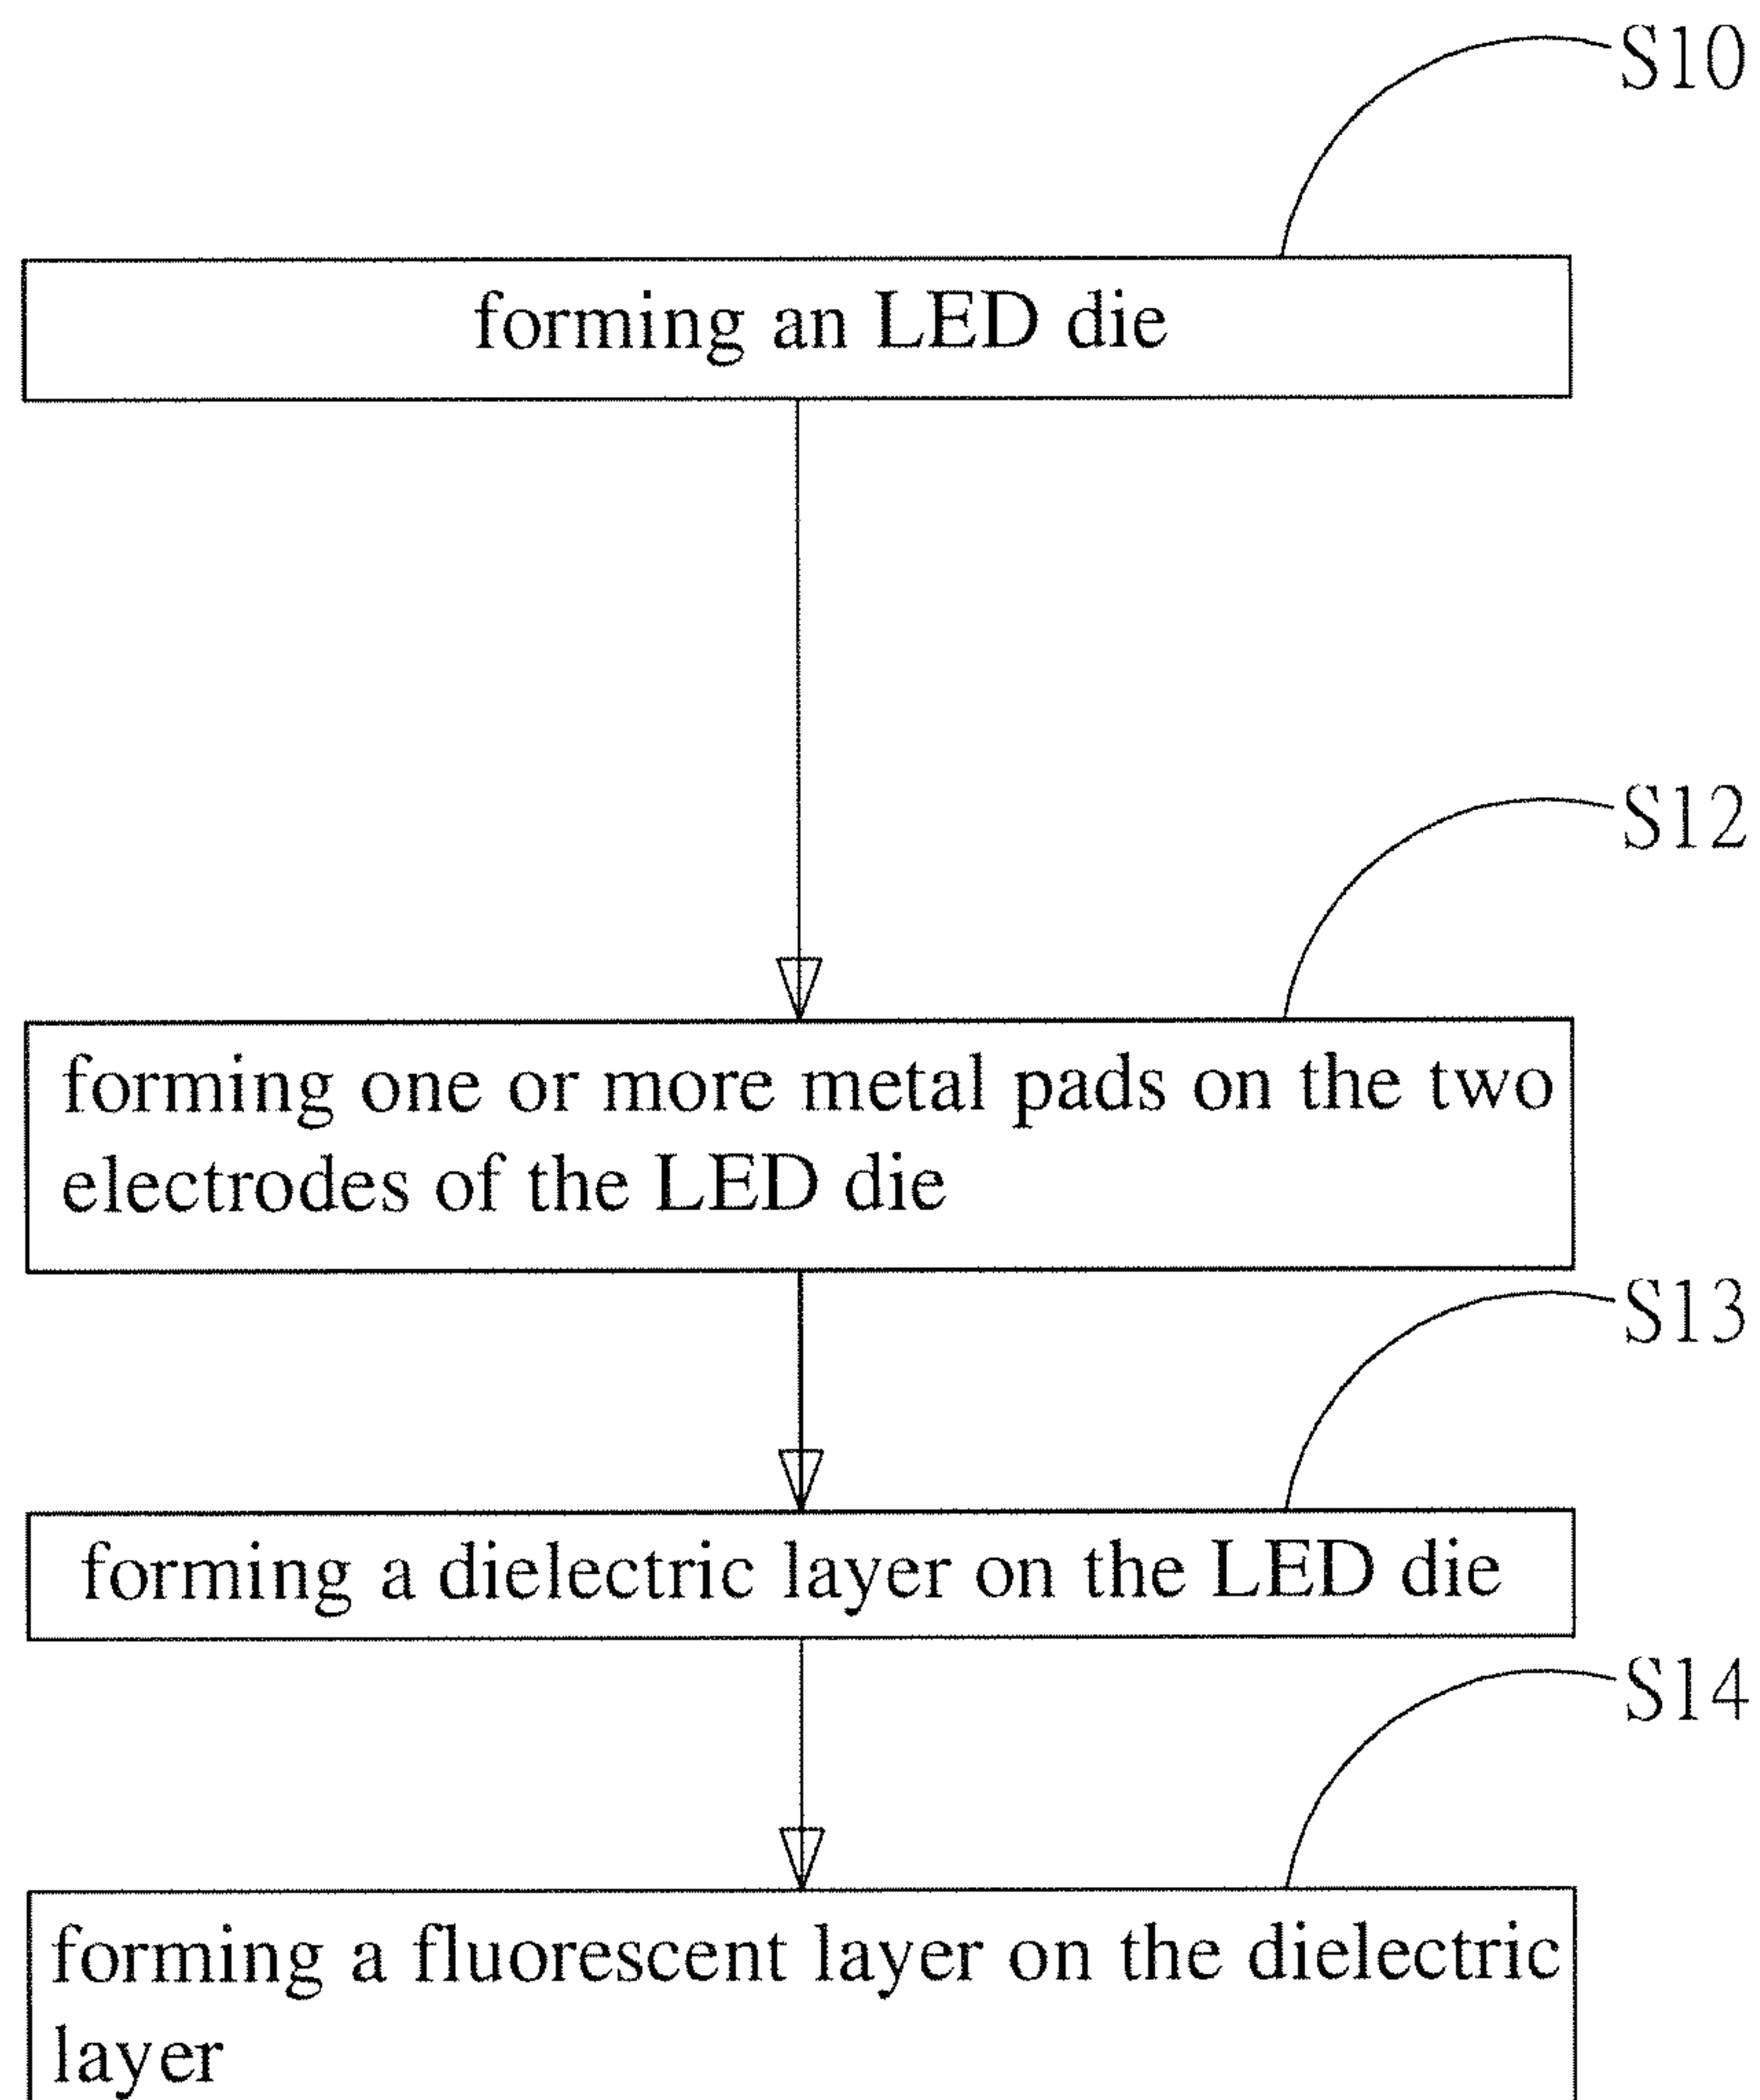 S10
forming an LED die
S12
forming one or more metal pads on the two
electrodes of the LED die
S13
forming a dielectric layer on the LED die
S14
forming a fluorescent layer on the dielectric
layer